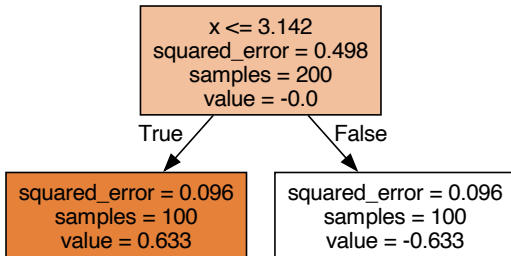 x <= 3.142
squared_error = 0.498
samples = 200
value = -0.0
True
False
squared_error = 0.096
samples = 100
value = 0.633
squared_error = 0.096
samples = 100
value = -0.633